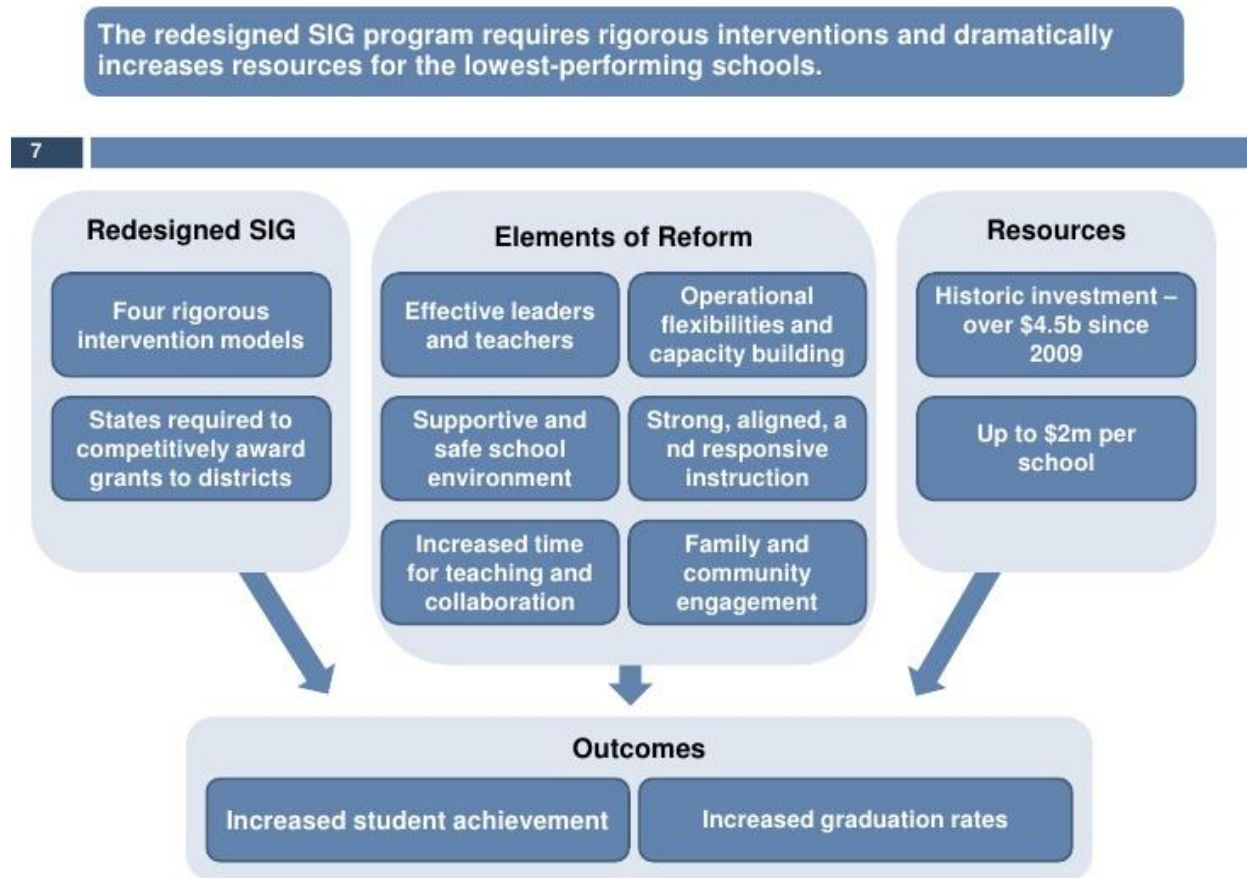 The redesigned SIG program requires rigorous interventions and dramatically
increases resources for the lowest-performing schools.
7
Redesigned SIG
Four rigorous
intervention models
States required to
competitively award
grants to districts
Elements of Reform
Effective leaders
and teachers
Operational
flexibilities and
capacity building
Supportive and
safe school
environment
Strong, aligned, a
nd responsive
instruction
Increased time
for teaching and
collaboration
Family and
community
engagement
Resources
Historic investment –
over $4.5b since
2009
Up to $2m per
school
Outcomes
Increased student achievement
Increased graduation rates